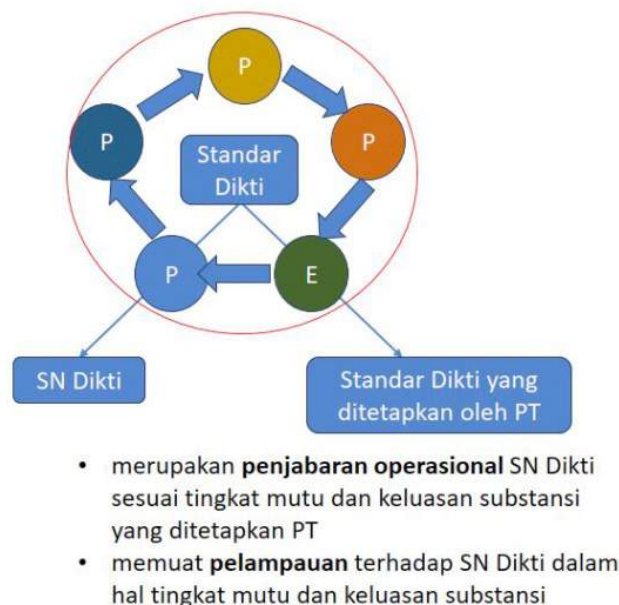 P
P
P
Standar
Dikti
P
E
SN Dikti
Standar Dikti yang
ditetapkan oleh PT
• merupakan penjabaran operasional SN Dikti
sesuai tingkat mutu dan keluasan substansi
yang ditetapkan PT
• memuat pelampauan terhadap SN Dikti dalam
hal tingkat mutu dan keluasan substansi